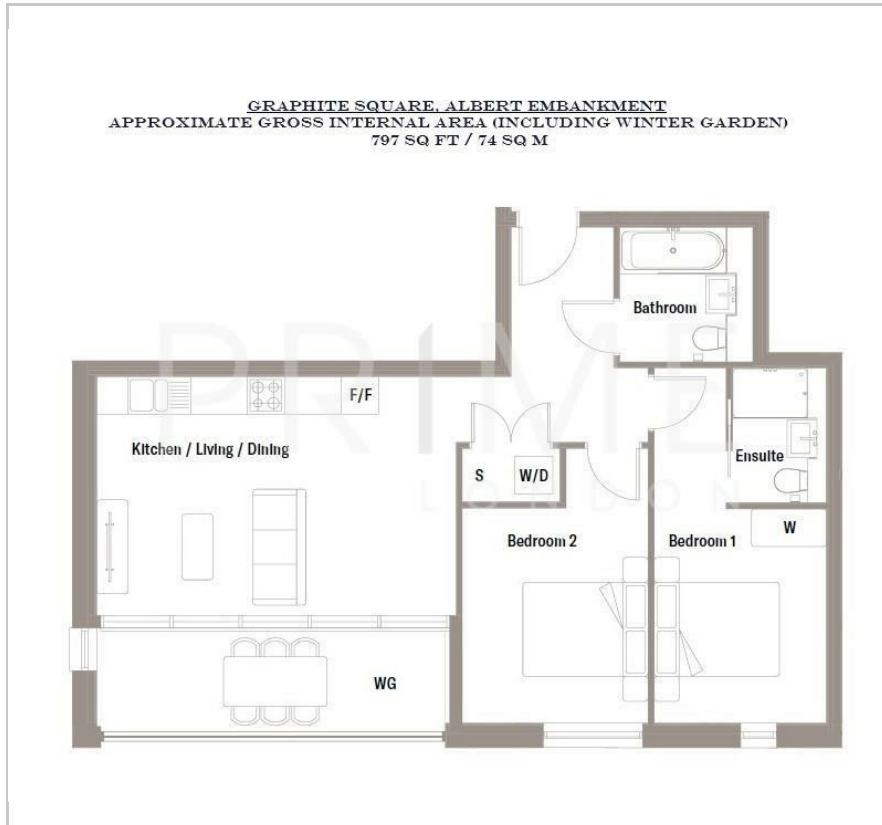 GRAPHITE SQUARE, ALBERT EMBANKMENT
APPROXIMATE GROSS INTERNAL AREA (INCLUDING WINTER GARDEN)
797 SQ FT / 74 SQ M
Bathroom
PRIME
LONDON
F/F
Kitchen / Living / Dining
Ensuite
S
W/D
W
Bedroom 2
Bedroom 1
WG